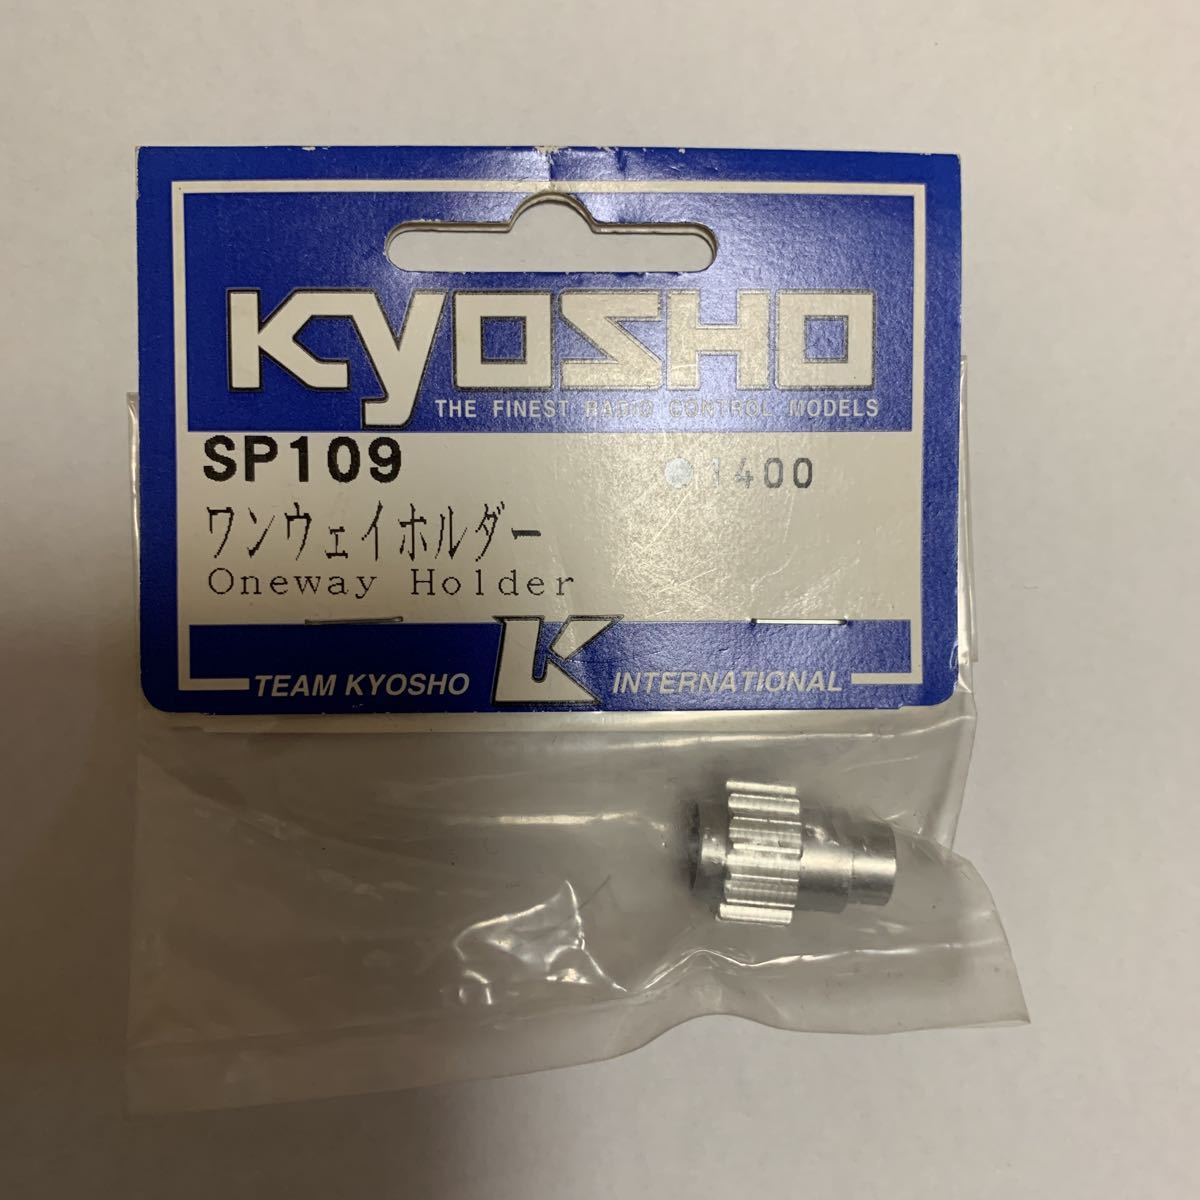 KYOSHO
THE FINEST RADIO CONTROL MODELS
SP109 ●1400
ワンウェイホルダー
Oneway Holder
TEAM KYOSHO K INTERNATIONAL